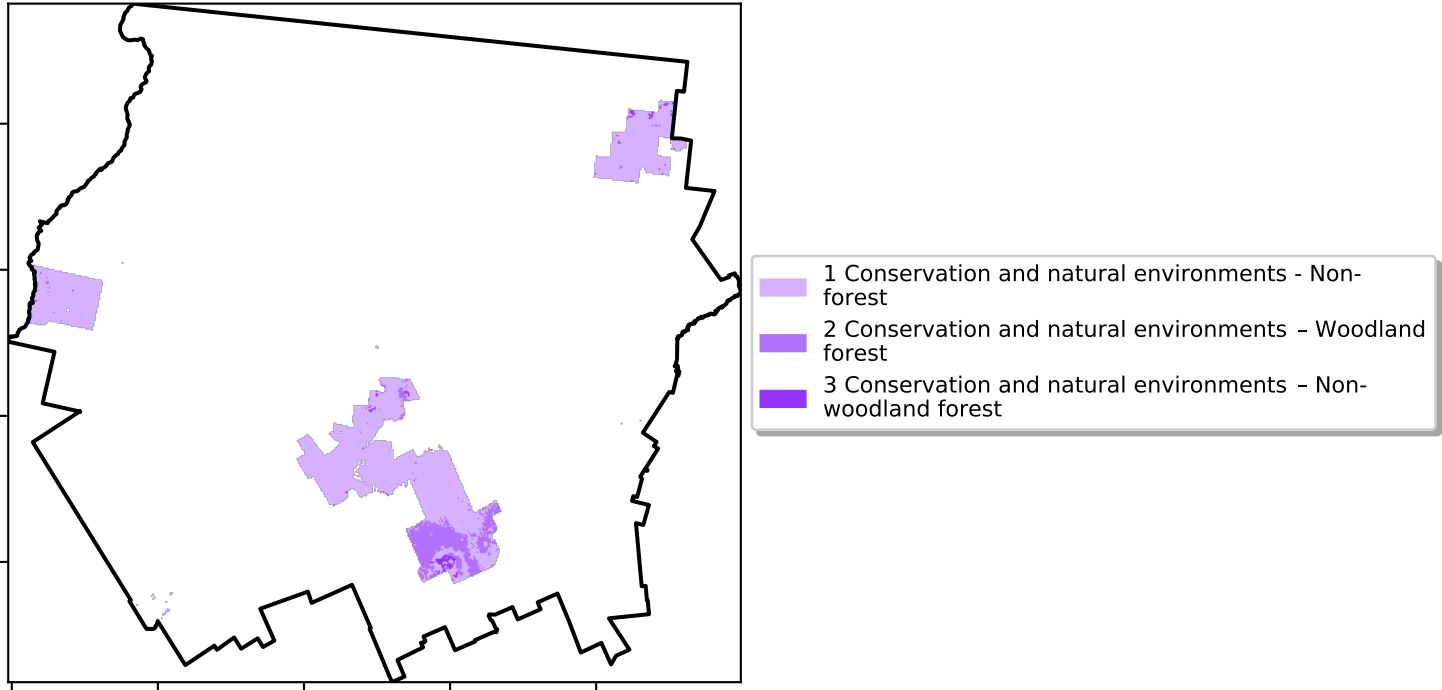 1 Conservation and natural environments - Non-
forest
2 Conservation and natural environments – Woodland
forest
3 Conservation and natural environments – Non-
woodland forest